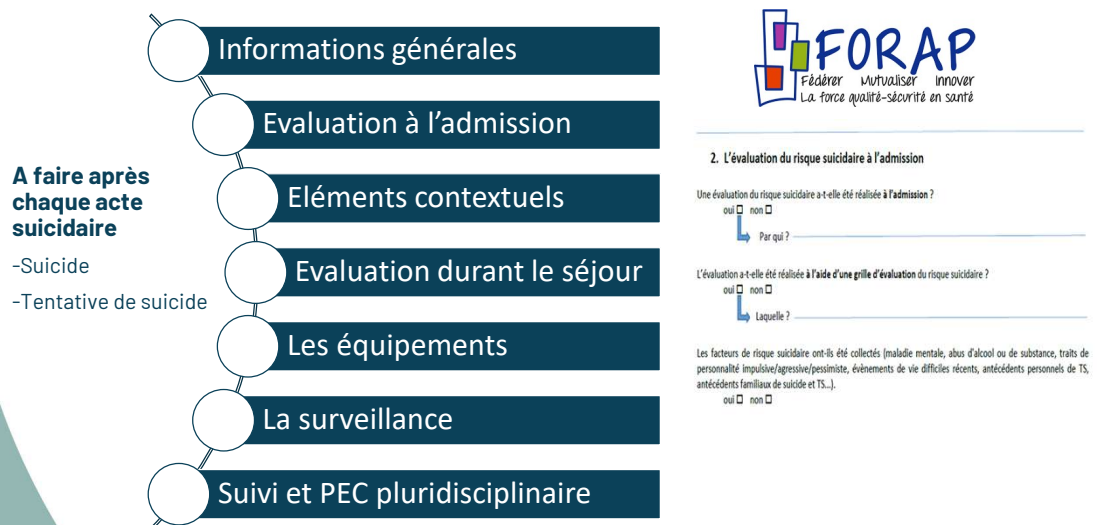 A faire après
chaque acte
suicidaire
-Suicide
-Tentative de suicide
Informations générales
Evaluation à l'admission
Eléments contextuels
Evaluation durant le séjour
Les équipements
La surveillance
Suivi et PEC pluridisciplinaire
FORAP
Fédérer Mutualiser Innover
La force qualité-sécurité en santé
2. L'évaluation du risque suicidaire à l'admission
Une évaluation du risque suicidaire a-t-elle été réalisée à l'admission ?
oui □ non □
Par qui ?
L'évaluation a-t-elle été réalisée à l'aide d'une grille d'évaluation du risque suicidaire ?
oui □ non □
Laquelle ?
Les facteurs de risque suicidaire ont-ils été collectés (maladie mentale, abus d'alcool ou de substance, traits de
personnalité impulsive/agressive/pessimiste, évènements de vie difficiles récents, antécédents personnels de TS,
antécédents familiaux de suicide et TS...).
oui □ non □